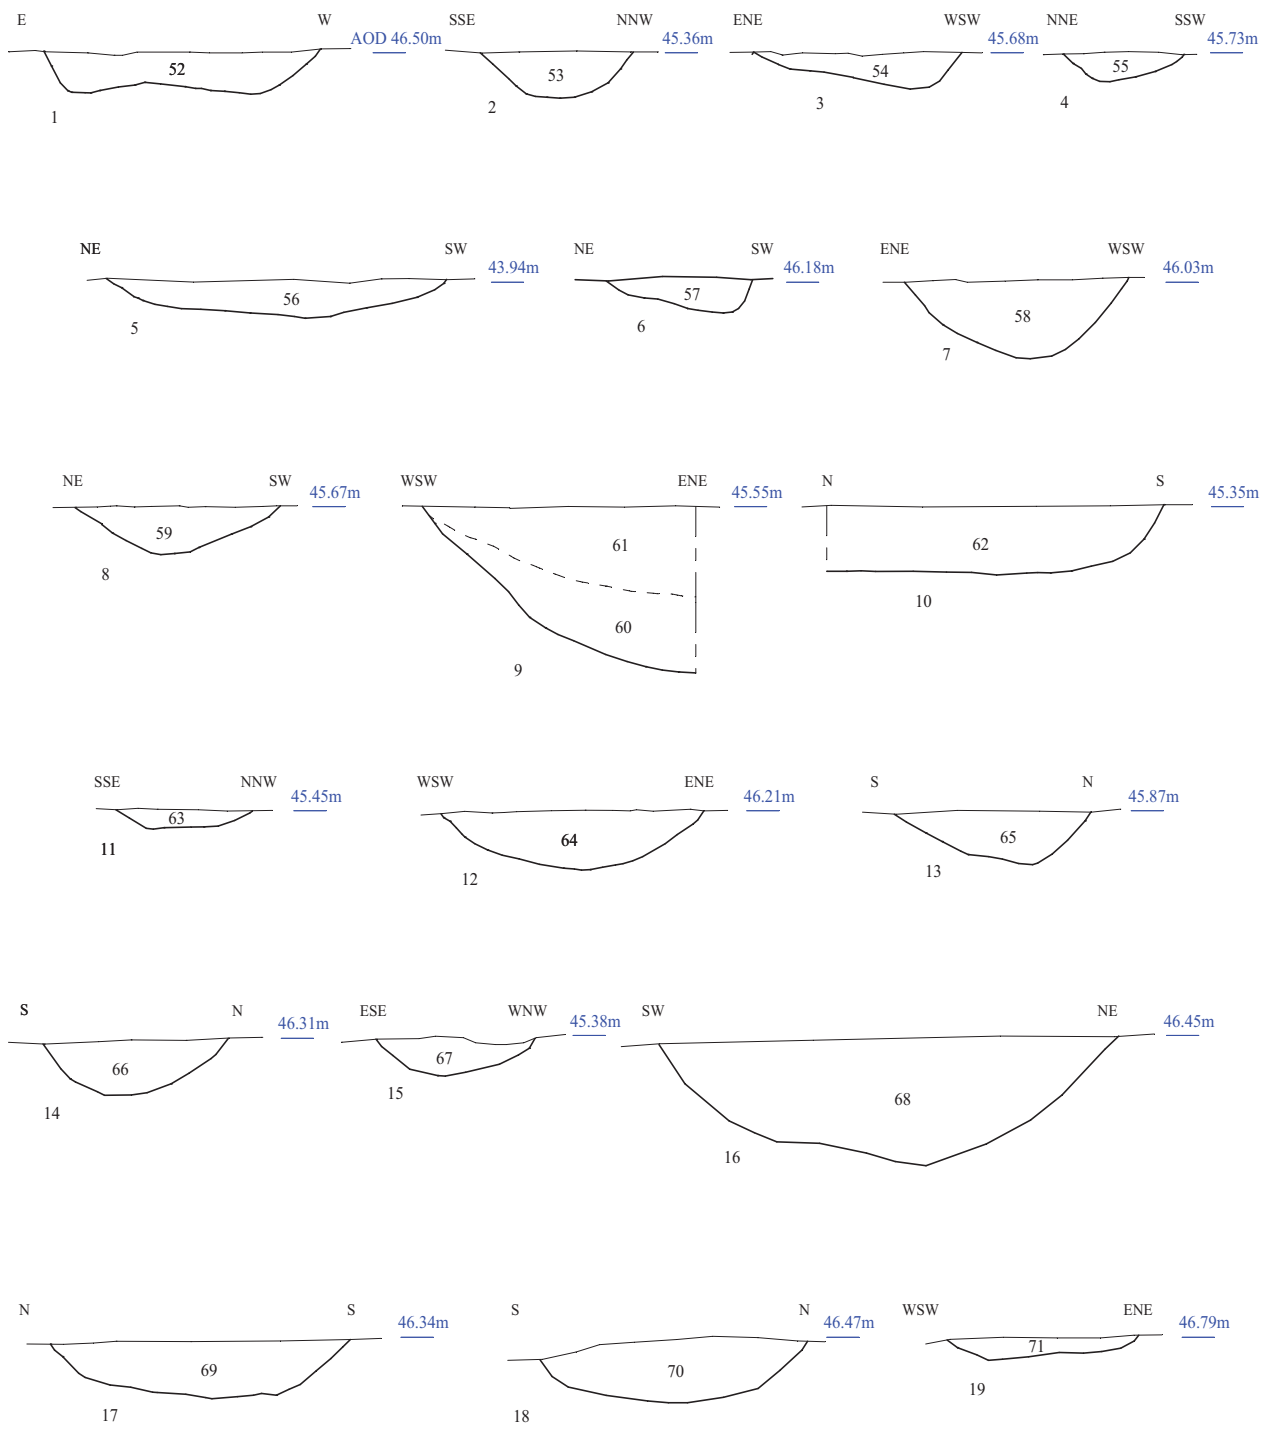 E W AOD 46.50m SSE NNW 45.36m ENE WSW 45.68m NNE SSW 45.73m
52 53 54 55
1 2 3 4
NE SW 43.94m NE SW 46.18m ENE WSW 46.03m
56 57 58
5 6 7
NE SW 45.67m WSW ENE 45.55m N S 45.35m
59 61 62
8 60 10
9
SSE NNW 45.45m WSW ENE 46.21m S N 45.87m
63 64 65
11 12 13
S N 46.31m ESE WNW 45.38m SW NE 46.45m
66 67 68
14 15 16
N S 46.34m S N 46.47m WSW ENE 46.79m
69 70 71
17 18 19